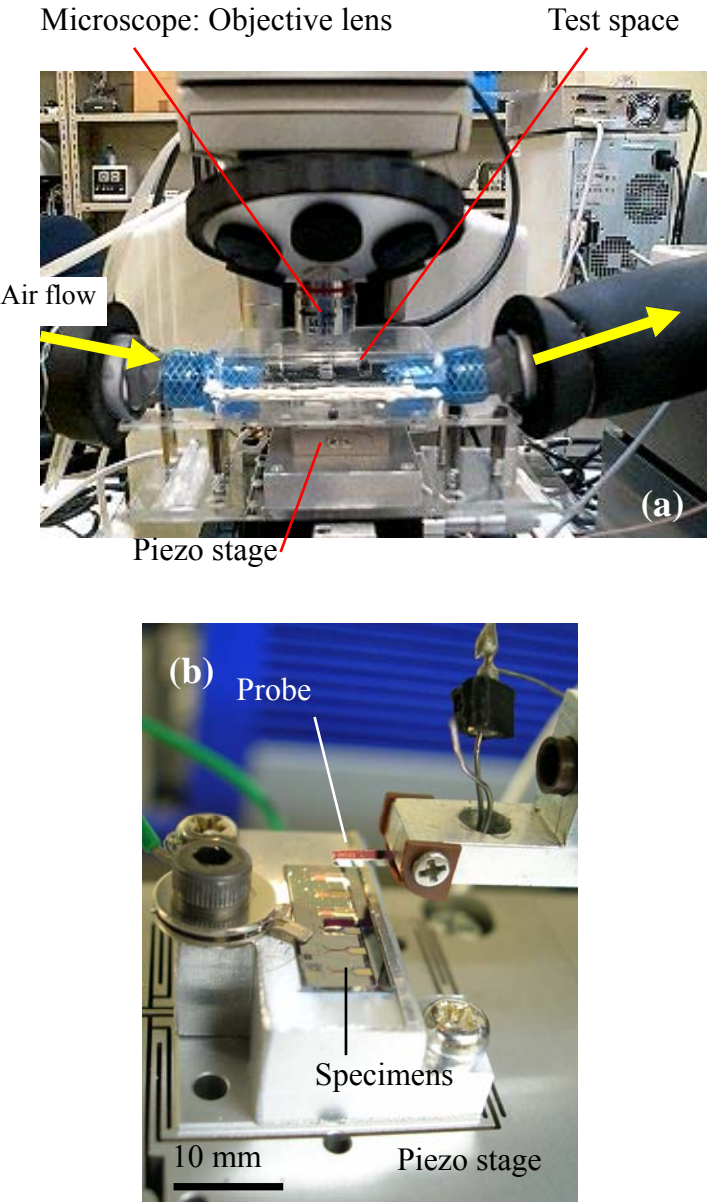 Microscope: Objective lens
Test space
Air flow
(a)
Piezo stage
(b)
Probe
Specimens
10 mm
Piezo stage